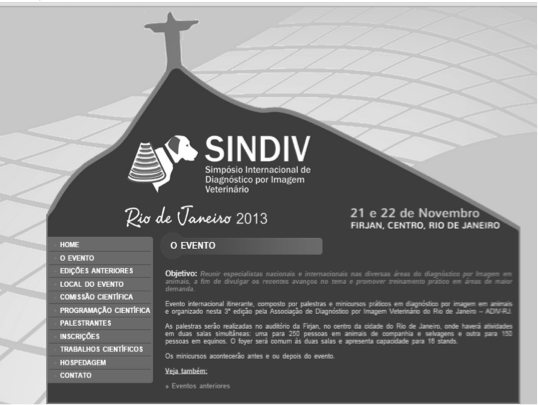 SINDIV
Simpósio Internacional de
Diagnóstico por Imagem
Veterinário
Rio de Janeiro 2013
21 e 22 de Novembro
FIRJAN, CENTRO, RIO DE JANEIRO
HOME
O EVENTO
EDIÇÕES ANTERIORES
LOCAL DO EVENTO
COMISSÃO CIENTÍFICA
PROGRAMAÇÃO CIENTÍFICA
PALESTRANTES
INSCRIÇÕES
TRABALHOS CIENTÍFICOS
HOSPEDAGEM
CONTATO
O EVENTO
Objetivo: Reunir especialistas nacionais e internacionais nas diversas áreas do diagnóstico por Imagem em
animais, a fim de divulgar os recentes avanços no tema e promover treinamento prático em áreas de maior
demanda.
Evento internacional itinerante, composto por palestras e minicursos práticos em diagnóstico por imagem em animais
e organizado nesta 3ª edição pela Associação de Diagnóstico por Imagem Veterinário do Rio de Janeiro – ADIV-RJ.
As palestras serão realizadas no auditório da Firjan, no centro da cidade do Rio de Janeiro, onde haverá atividades
em duas salas simultâneas: uma para 250 pessoas em animais de companhia e selvagens e outra para 150
pessoas em equinos. O foyer será comum às duas salas e apresenta capacidade para 16 stands.
Os minicursos acontecerão antes e ou depois do evento.
Veja também:
» Eventos anteriores